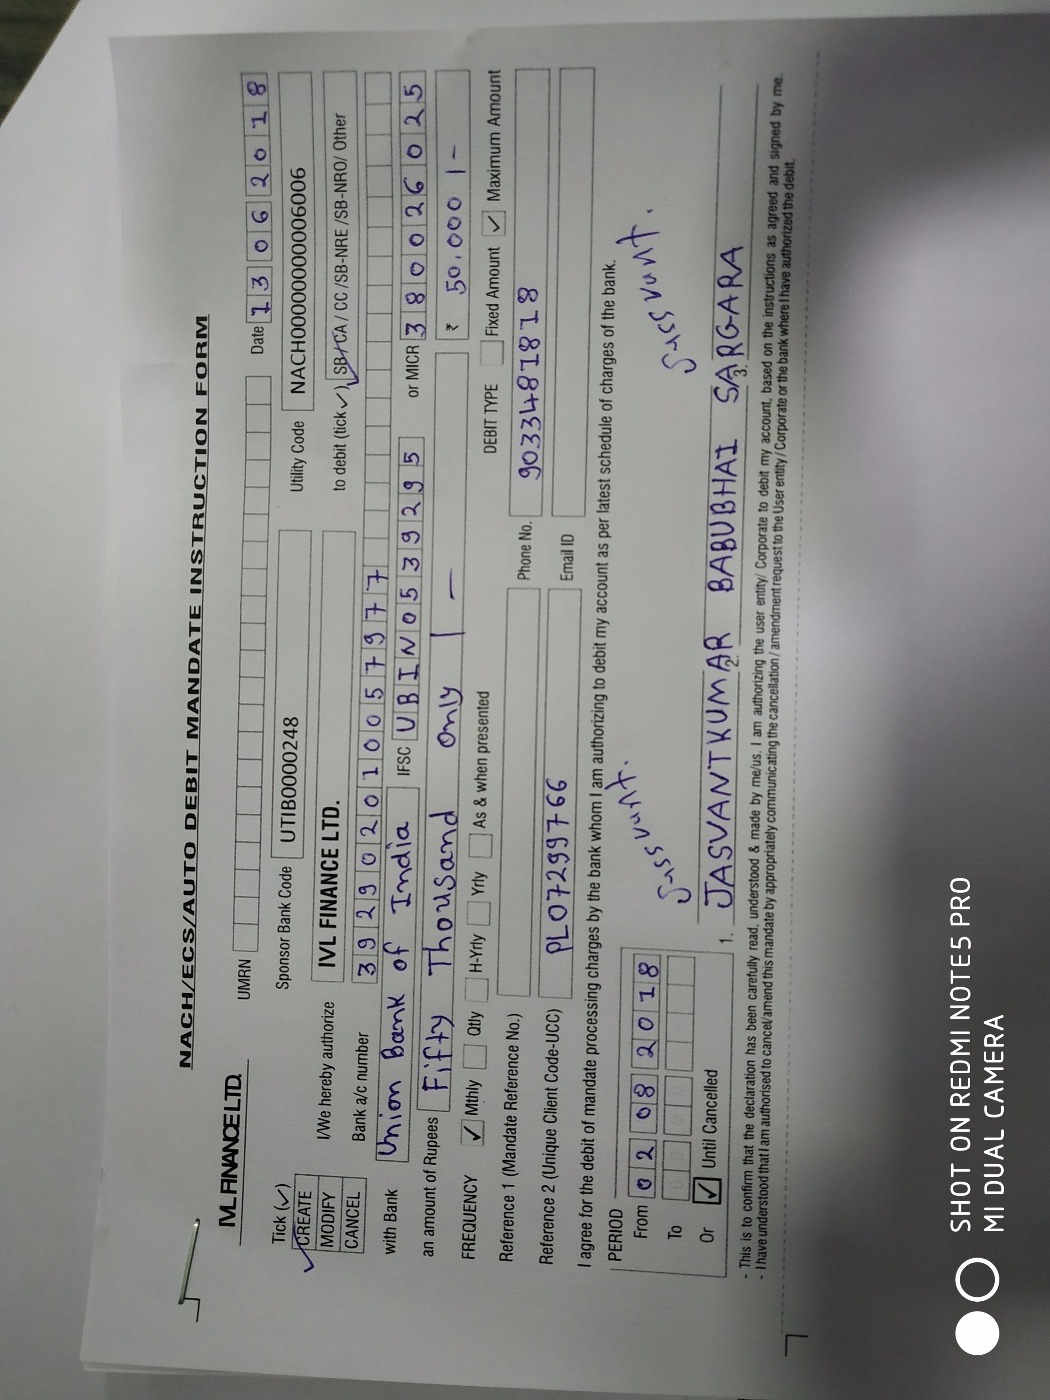 NACH/ECS/AUTO DEBIT MANDATE INSTRUCTION FORM
IVL FINANCE LTD.
UMRN
Date 13062018
Tick (✓)
Sponsor Bank Code UTIB0000248 Utility Code NACH00000000006006
✓ CREATE
MODIFY
CANCEL
I/We hereby authorize IVL FINANCE LTD. to debit (tick ✓) SB ✓/CA / CC /SB-NRE /SB-NRO/ Other
Bank a/c number 392902010057977
with Bank Union Bank of India IFSC UBIN0539295 or MICR 380026025
an amount of Rupees Fifty Thousand only /- ₹ 50,000 /-
FREQUENCY ✓ Mthly Qtly H-Yrly Yrly As & when presented DEBIT TYPE Fixed Amount ✓ Maximum Amount
Reference 1 (Mandate Reference No.) Phone No. 9033481818
Reference 2 (Unique Client Code-UCC) PL07299766 Email ID
I agree for the debit of mandate processing charges by the bank whom I am authorizing to debit my account as per latest schedule of charges of the bank.
PERIOD
From 02082018
To
Or ✓ Until Cancelled
1. JASVANTKUMAR 2. BABUBHAI 3. SARGARA
- This is to confirm that the declaration has been carefully read, understood & made by me/us. I am authorizing the user entity/ Corporate to debit my account, based on the instructions as agreed and signed by me.
- I have understood that I am authorised to cancel/amend this mandate by appropriately communicating the cancellation / amendment request to the User entity / Corporate or the bank where I have authorized the debit.
SHOT ON REDMI NOTE5 PRO
MI DUAL CAMERA